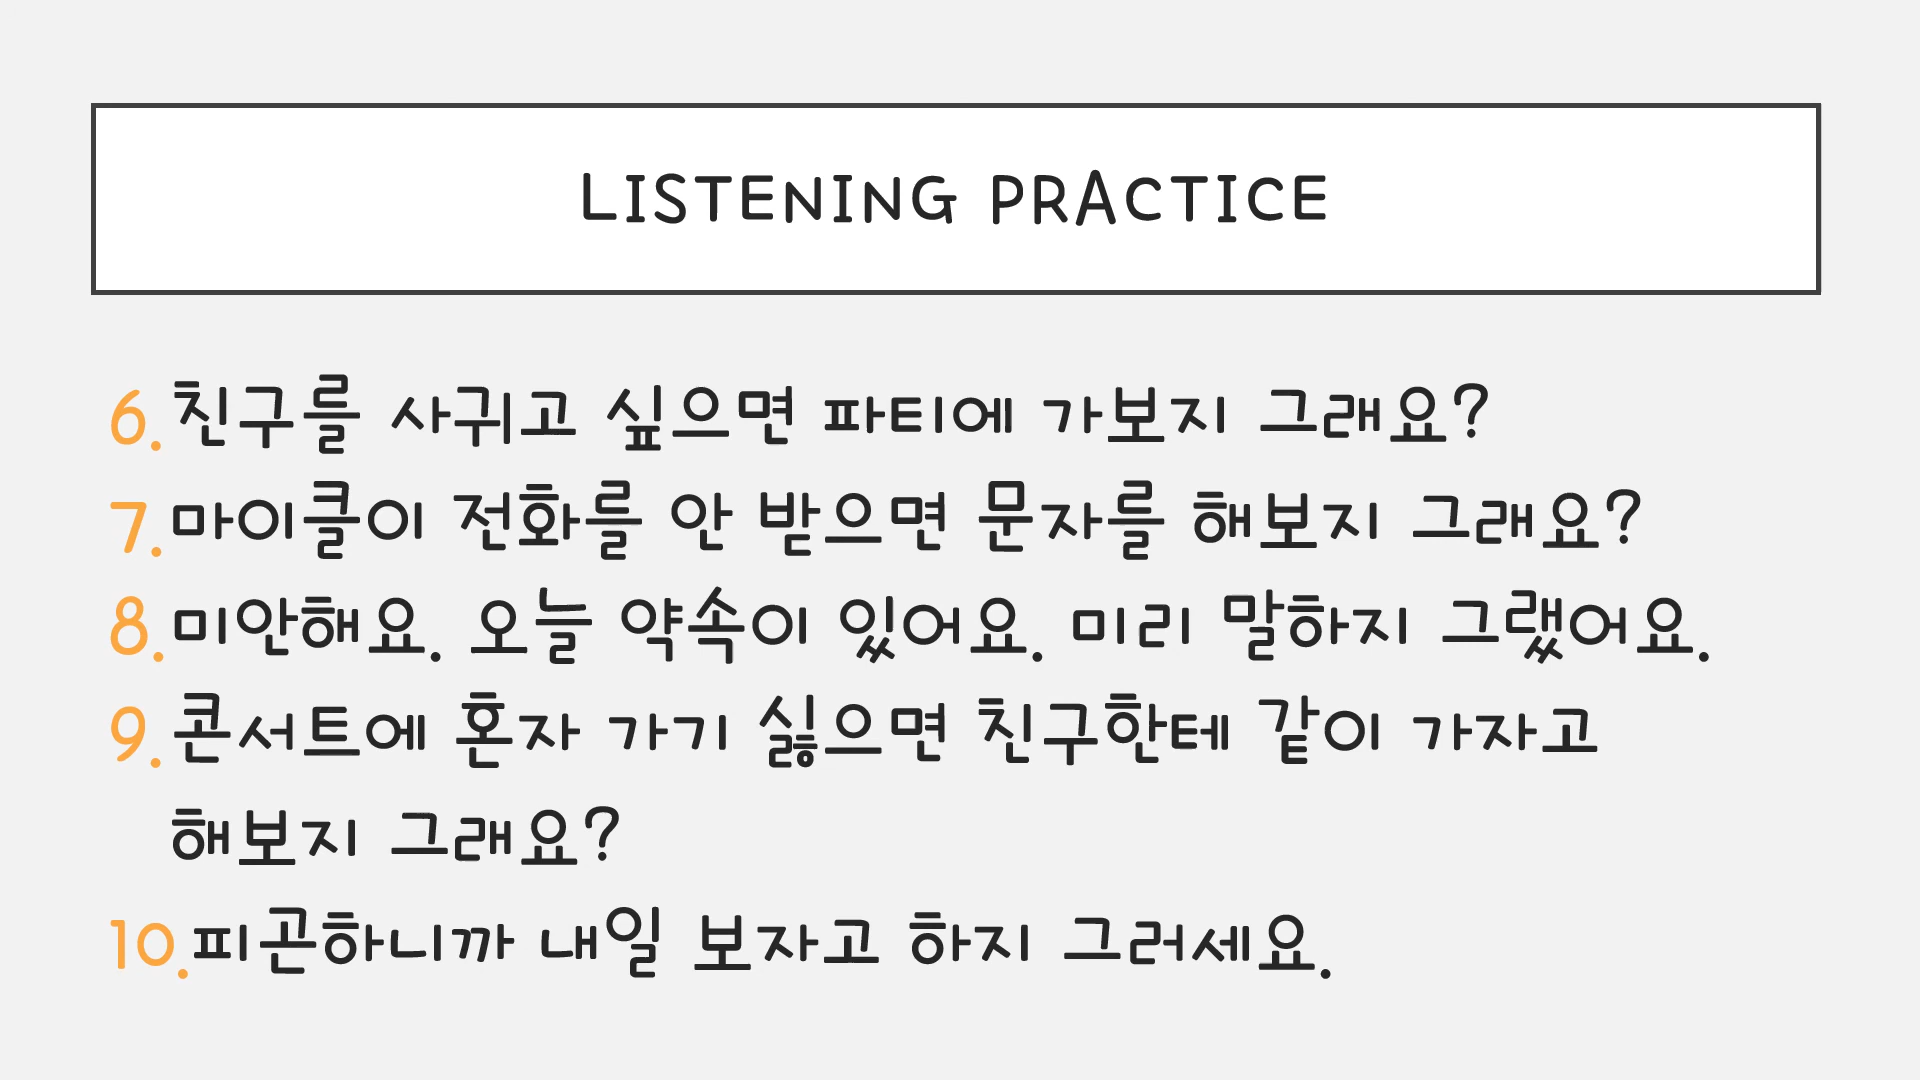 LISTENING PRACTICE
6. 친구를 사귀고 싶으면 파티에 가보지 그래요?
7. 마이클이 전화를 안 받으면 문자를 해보지 그래요?
8. 미안해요. 오늘 약속이 있어요. 미리 말하지 그랬어요.
9. 콘서트에 혼자 가기 싫으면 친구한테 같이 가자고
해보지 그래요?
10. 피곤하니까 내일 보자고 하지 그러세요.